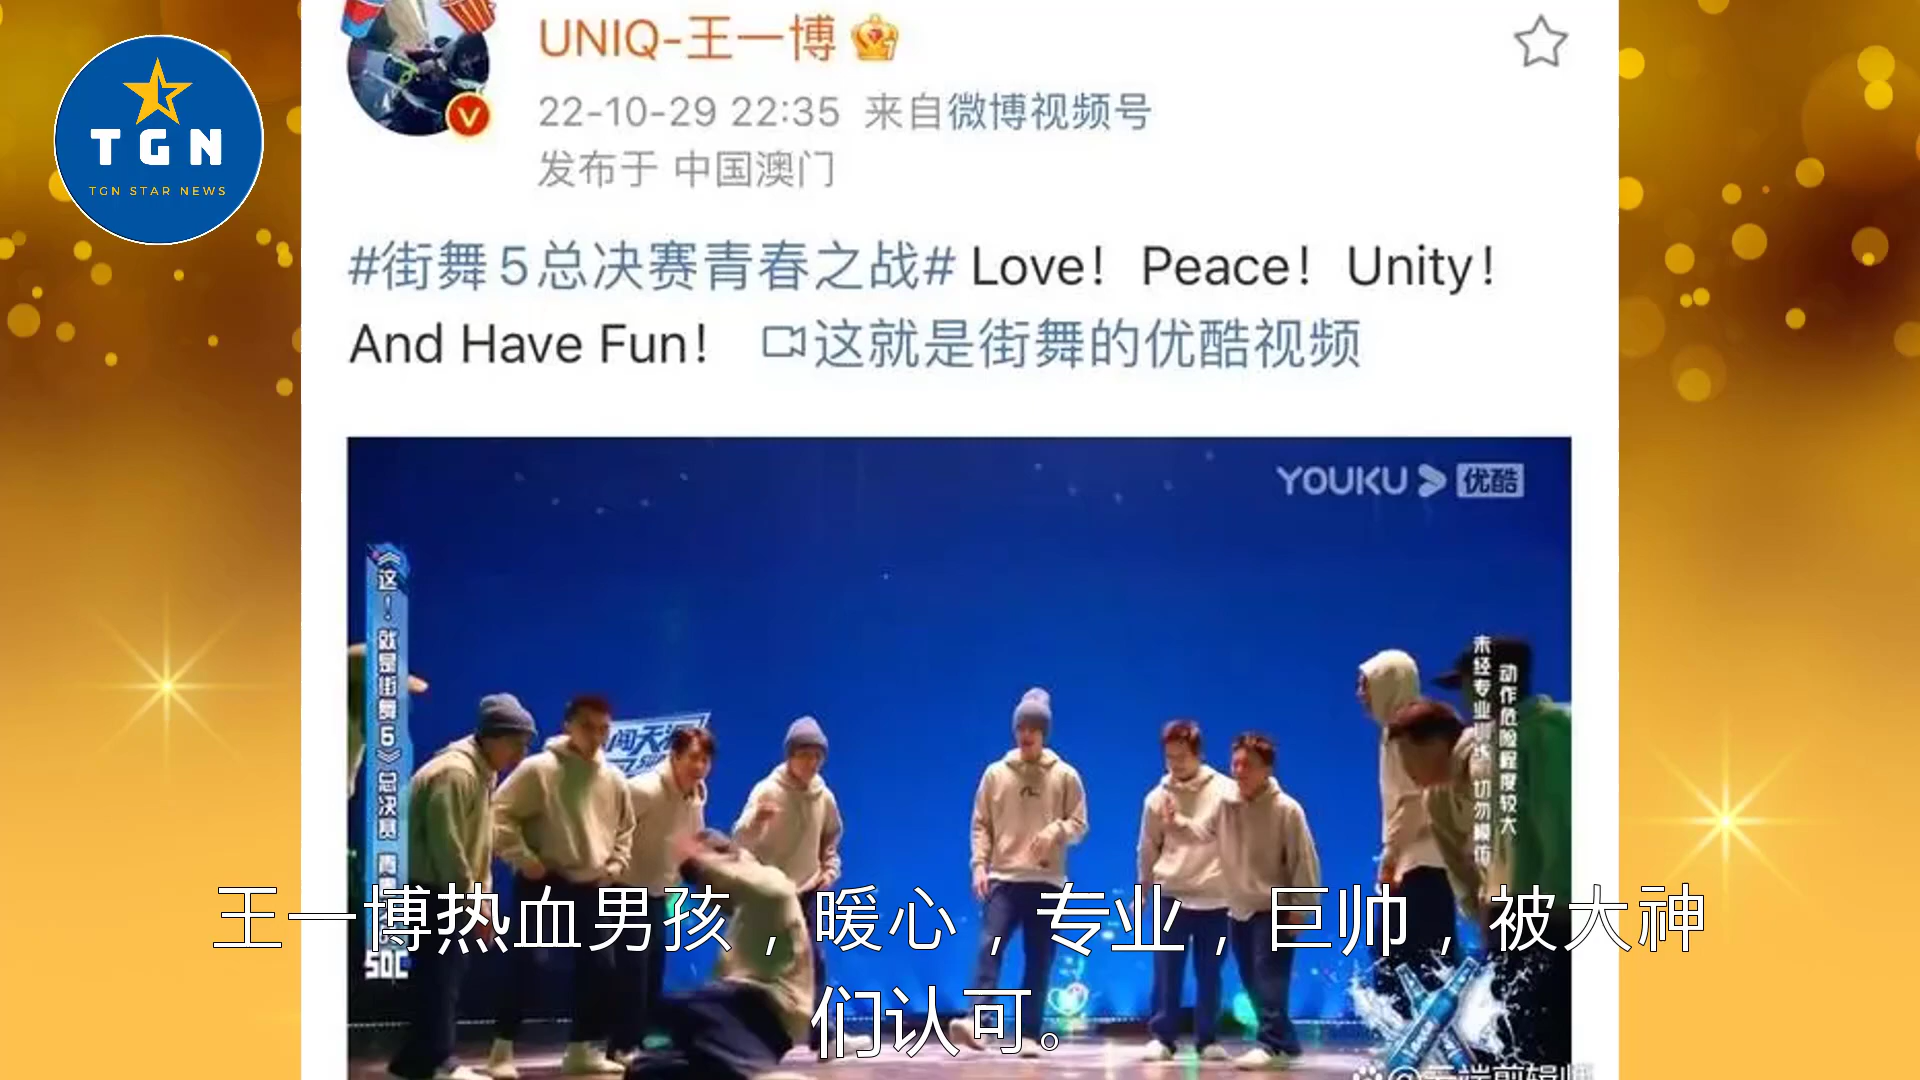 TGN
TGN STAR NEWS
UNIQ-王一博
22-10-29 22:35 来自微博视频号
发布于 中国澳门
#街舞5总决赛青春之战# Love！ Peace！ Unity！
And Have Fun！ 这就是街舞的优酷视频
YOUKU 优酷
《这！就是街舞5》总决赛 青
动作危险程度较大
未经专业训练 切勿模仿
SDC
王一博热血男孩，暖心，专业，巨帅，被大神
们认可。